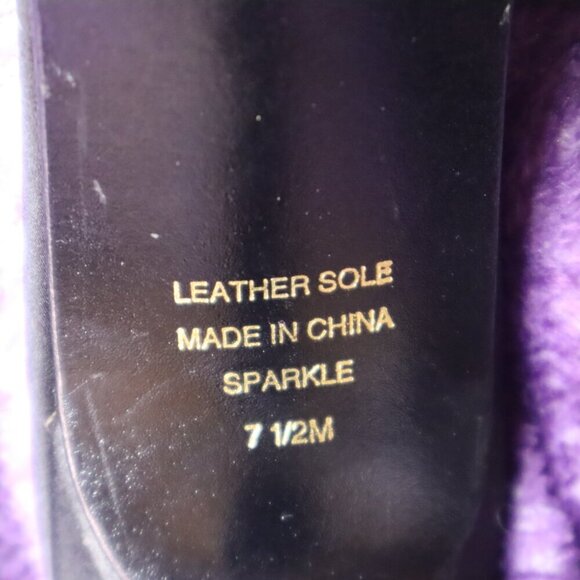 LEATHER SOLE
MADE IN CHINA
SPARKLE
7 1/2M